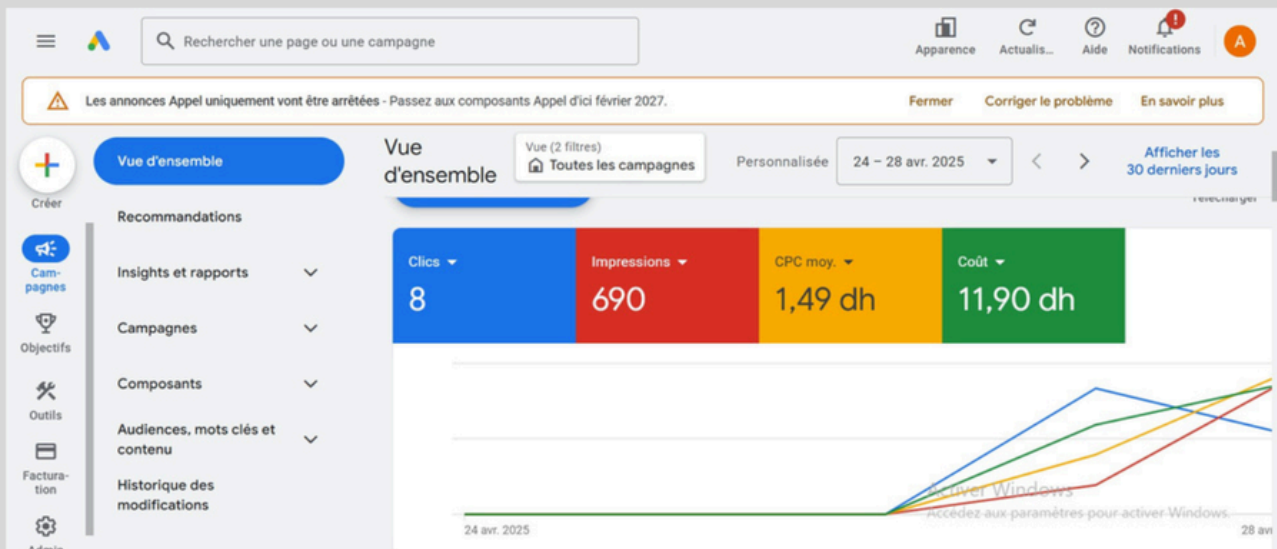 Rechercher une page ou une campagne
Apparence
Actualis...
Aide
!
Notifications
A
Les annonces Appel uniquement vont être arrêtées - Passez aux composants Appel d'ici février 2027.
Fermer
Corriger le problème
En savoir plus
Créer
Cam-
pagnes
Objectifs
Outils
Factura-
tion
Admin
Vue d'ensemble
Recommandations
Insights et rapports
Campagnes
Composants
Audiences, mots clés et
contenu
Historique des
modifications
Vue
d'ensemble
Vue (2 filtres)
Toutes les campagnes
Personnalisée
24 – 28 avr. 2025
Afficher les
30 derniers jours
Télécharger
Clics
8
Impressions
690
CPC moy.
1,49 dh
Coût
11,90 dh
Activer Windows
Accédez aux paramètres pour activer Windows.
24 avr. 2025
28 avr